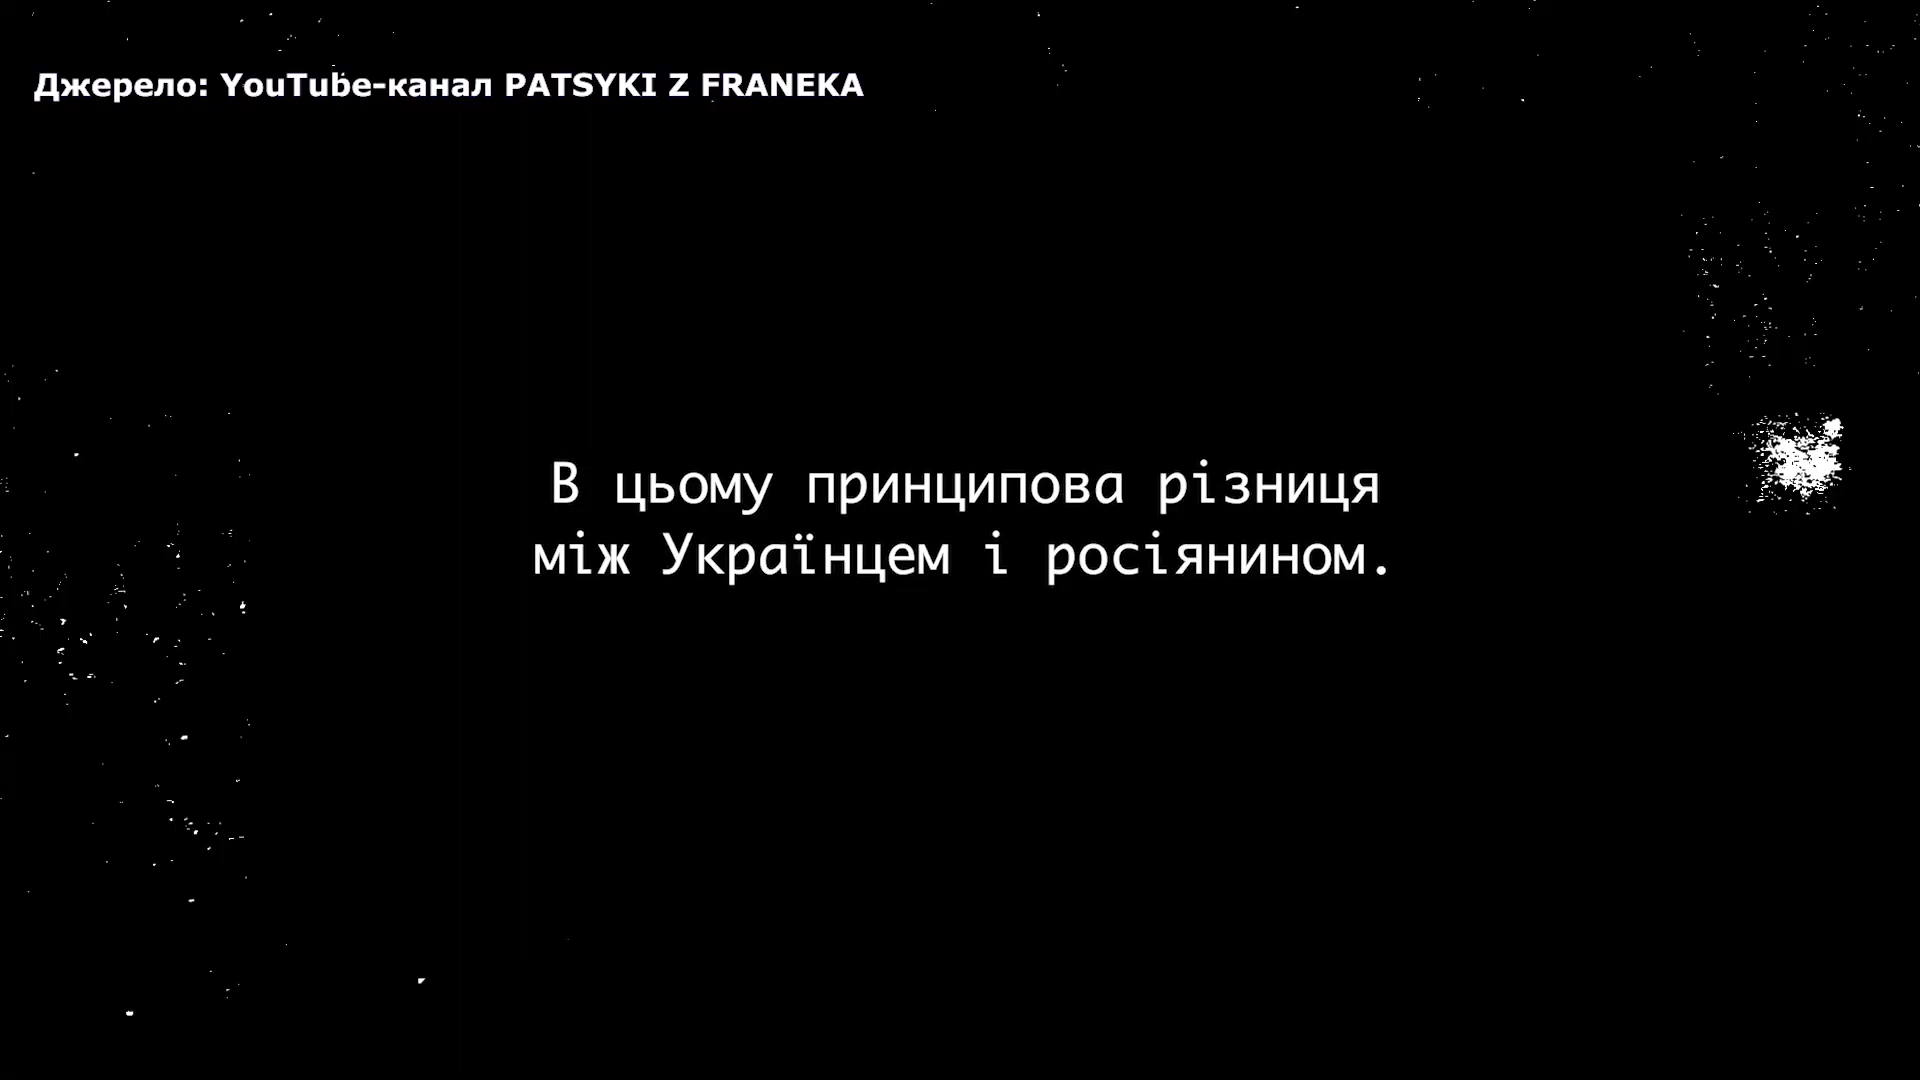 Джерело: YouTube-канал PATSYKI Z FRANEKA
В цьому принципова різниця
між Українцем і росіянином.